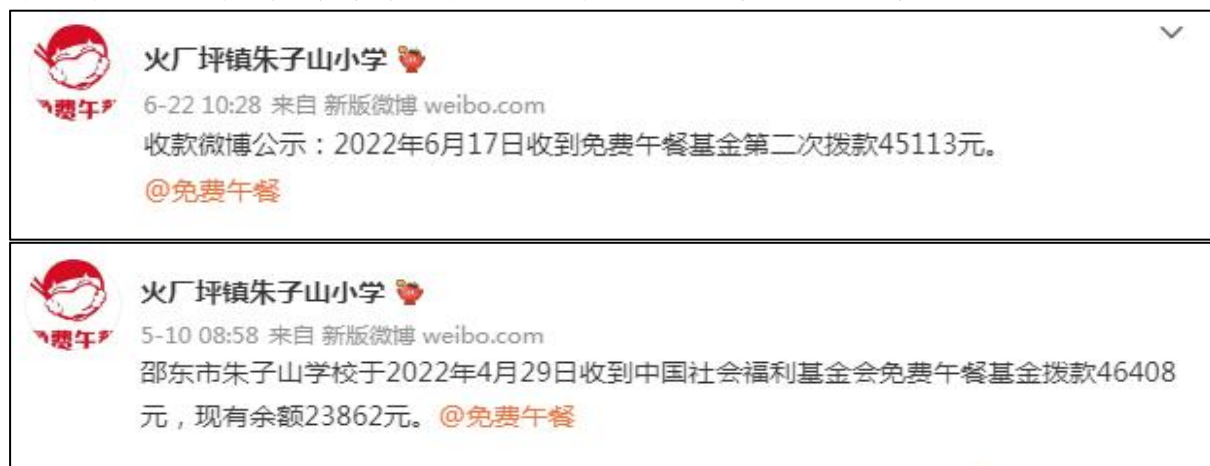 火厂坪镇朱子山小学
6-22 10:28 来自 新版微博 weibo.com
收款微博公示：2022年6月17日收到免费午餐基金第二次拨款45113元。
@免费午餐
火厂坪镇朱子山小学
5-10 08:58 来自 新版微博 weibo.com
邵东市朱子山学校于2022年4月29日收到中国社会福利基金会免费午餐基金拨款46408
元，现有余额23862元。@免费午餐